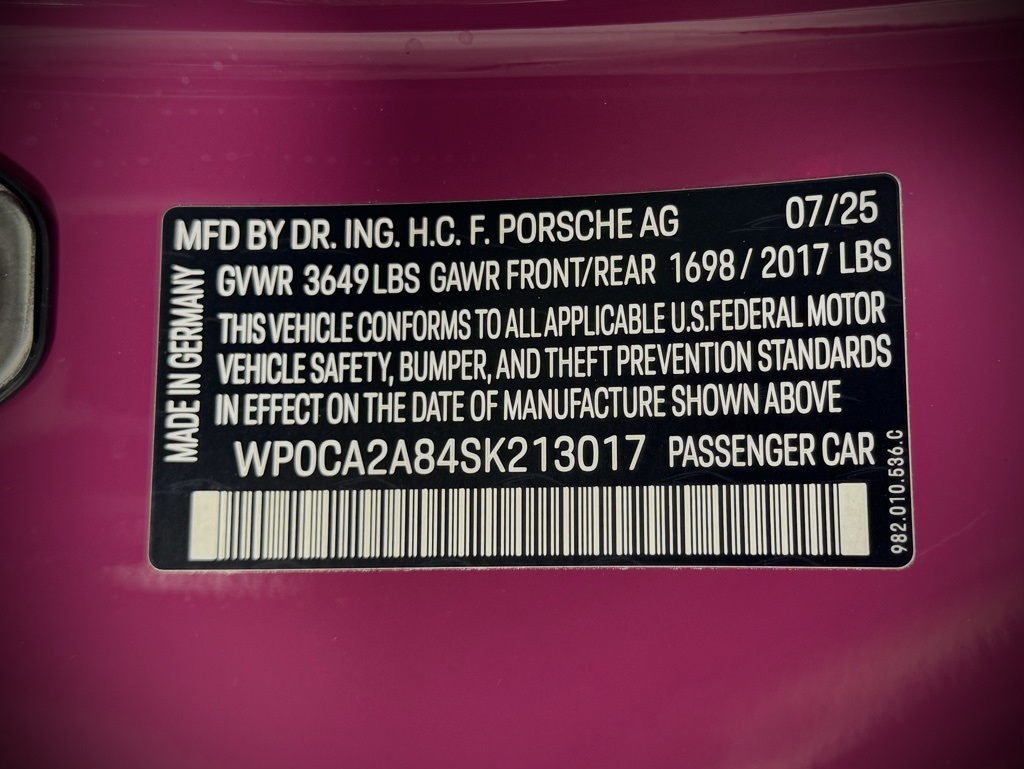 MFD BY DR. ING. H.C. F. PORSCHE AG 07/25
GVWR 3649 LBS GAWR FRONT/REAR 1698 / 2017 LBS
THIS VEHICLE CONFORMS TO ALL APPLICABLE U.S.FEDERAL MOTOR
VEHICLE SAFETY, BUMPER, AND THEFT PREVENTION STANDARDS
IN EFFECT ON THE DATE OF MANUFACTURE SHOWN ABOVE
WP0CA2A84SK213017 PASSENGER CAR
MADE IN GERMANY
982.010.536.C